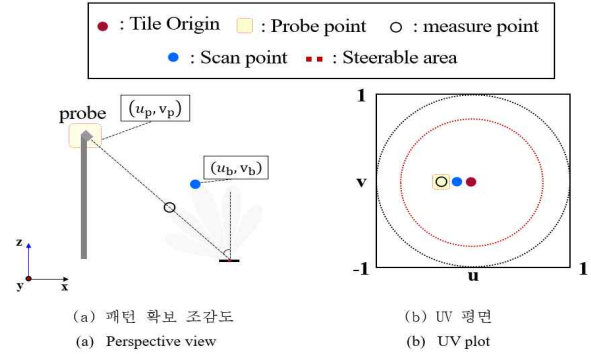 : Tile Origin : Probe point : measure point
: Scan point : Steerable area
probe
(u_p, v_p)
(u_b, v_b)
z
y
x
1
v
-1
u
1
(a) 패턴 확보 조감도
(a) Perspective view
(b) UV 평면
(b) UV plot